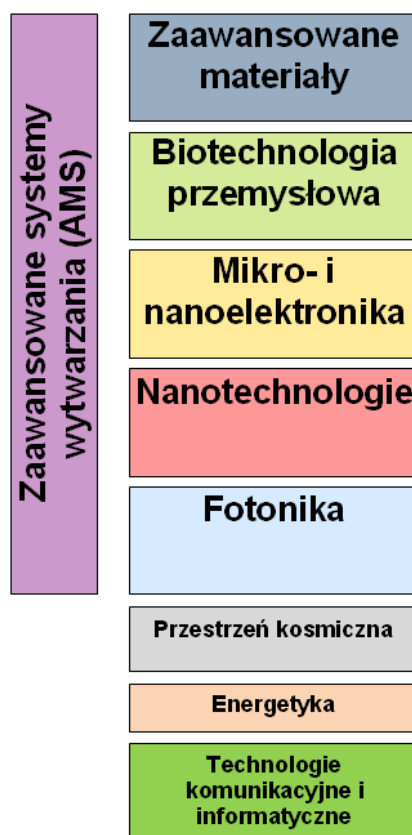 Zaawansowane systemy
wytwarzania (AMS)
Zaawansowane
materiały
Biotechnologia
przemysłowa
Mikro- i
nanoelektronika
Nanotechnologie
Fotonika
Przestrzeń kosmiczna
Energetyka
Technologie
komunikacyjne i
informatyczne